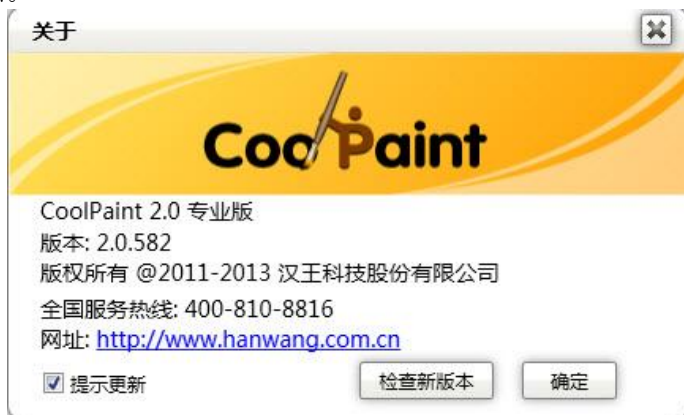 关于
CoolPaint
CoolPaint 2.0 专业版
版本: 2.0.582
版权所有 @2011-2013 汉王科技股份有限公司
全国服务热线: 400-810-8816
网址: http://www.hanwang.com.cn
提示更新 检查新版本 确定